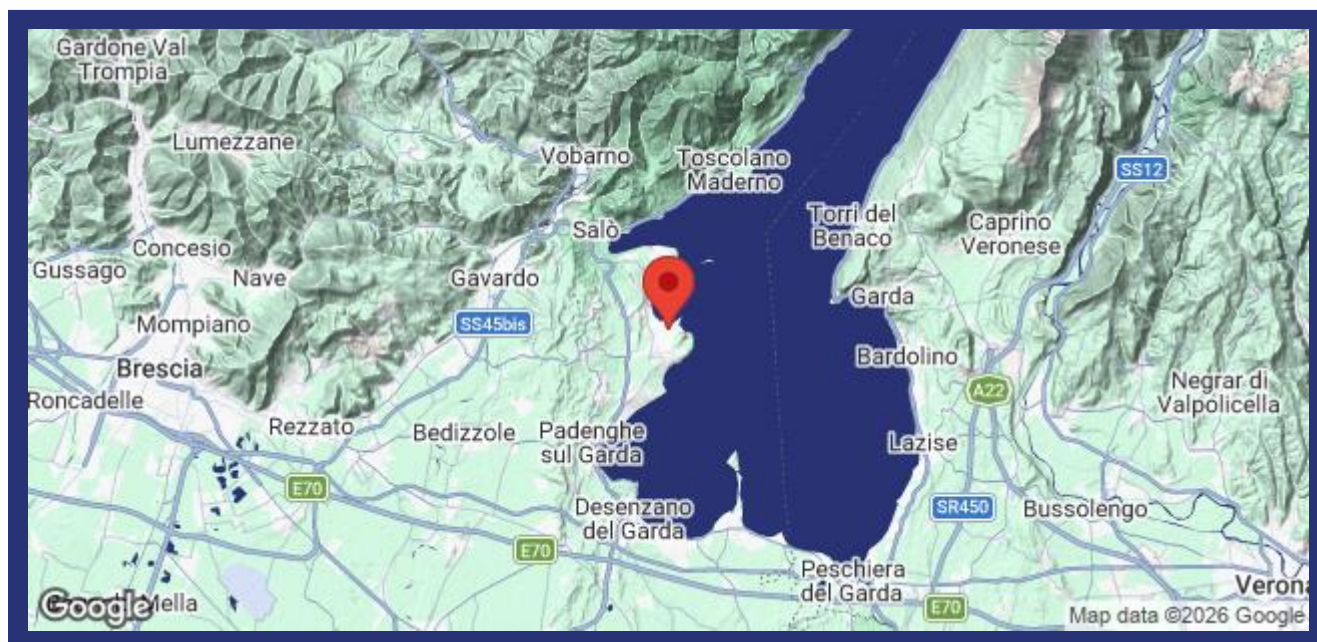 Gardone Val
Trompia
Lumezzane
Vobarno
Toscolano
Maderno
SS12
Torri del
Benaco
Caprino
Veronese
Salò
Concesio
Gussago
Nave
Gavardo
Garda
SS45bis
Mompiano
Bardolino
Brescia
A22
Negrar di
Valpolicella
Roncadelle
Rezzato
Bedizzole
Padenghe
sul Garda
Lazise
E70
Desenzano
del Garda
SR450
Bussolengo
E70
Peschiera
del Garda
Verona
E70
Google
Mella
Map data ©2026 Google